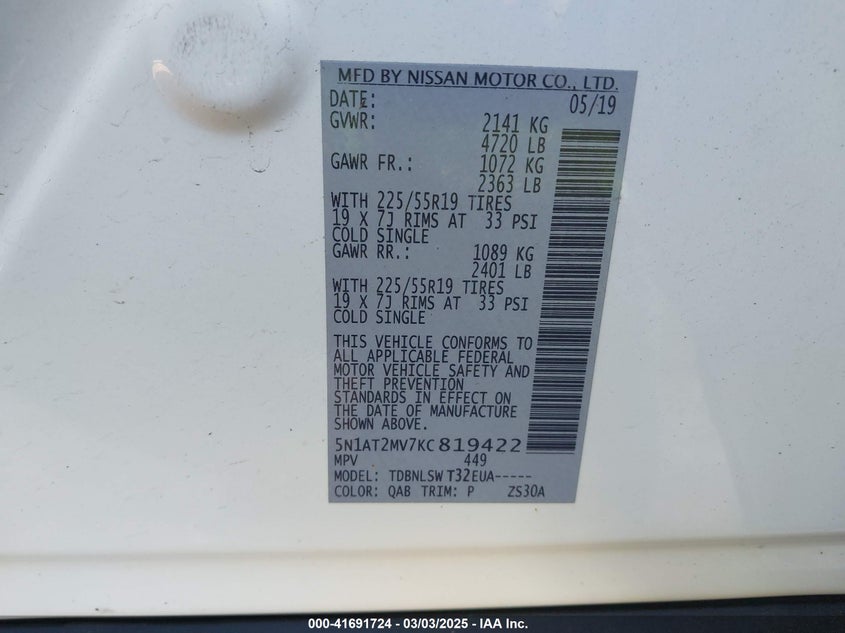 MFD BY NISSAN MOTOR CO., LTD.
DATE: 05/19
GVWR: 2141 KG
4720 LB
GAWR FR.: 1072 KG
2363 LB
WITH 225/55R19 TIRES
19 X 7J RIMS AT 33 PSI
COLD SINGLE
GAWR RR.: 1089 KG
2401 LB
WITH 225/55R19 TIRES
19 X 7J RIMS AT 33 PSI
COLD SINGLE
THIS VEHICLE CONFORMS TO
ALL APPLICABLE FEDERAL
MOTOR VEHICLE SAFETY AND
THEFT PREVENTION
STANDARDS IN EFFECT ON
THE DATE OF MANUFACTURE
SHOWN ABOVE.
5N1AT2MV7KC819422
MPV 449
MODEL: TDBNLSW T32EUA-----
COLOR: QAB TRIM: P ZS30A
000-41691724 — 03/03/2025 - IAA Inc.